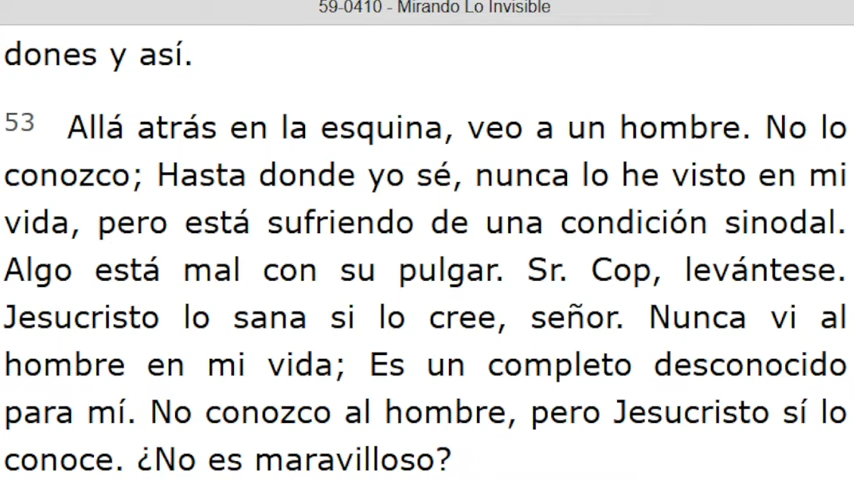 59-0410 - Mirando Lo Invisible
dones y así.
53 Allá atrás en la esquina, veo a un hombre. No lo
conozco; Hasta donde yo sé, nunca lo he visto en mi
vida, pero está sufriendo de una condición sinodal.
Algo está mal con su pulgar. Sr. Cop, levántese.
Jesucristo lo sana si lo cree, señor. Nunca vi al
hombre en mi vida; Es un completo desconocido
para mí. No conozco al hombre, pero Jesucristo sí lo
conoce. ¿No es maravilloso?